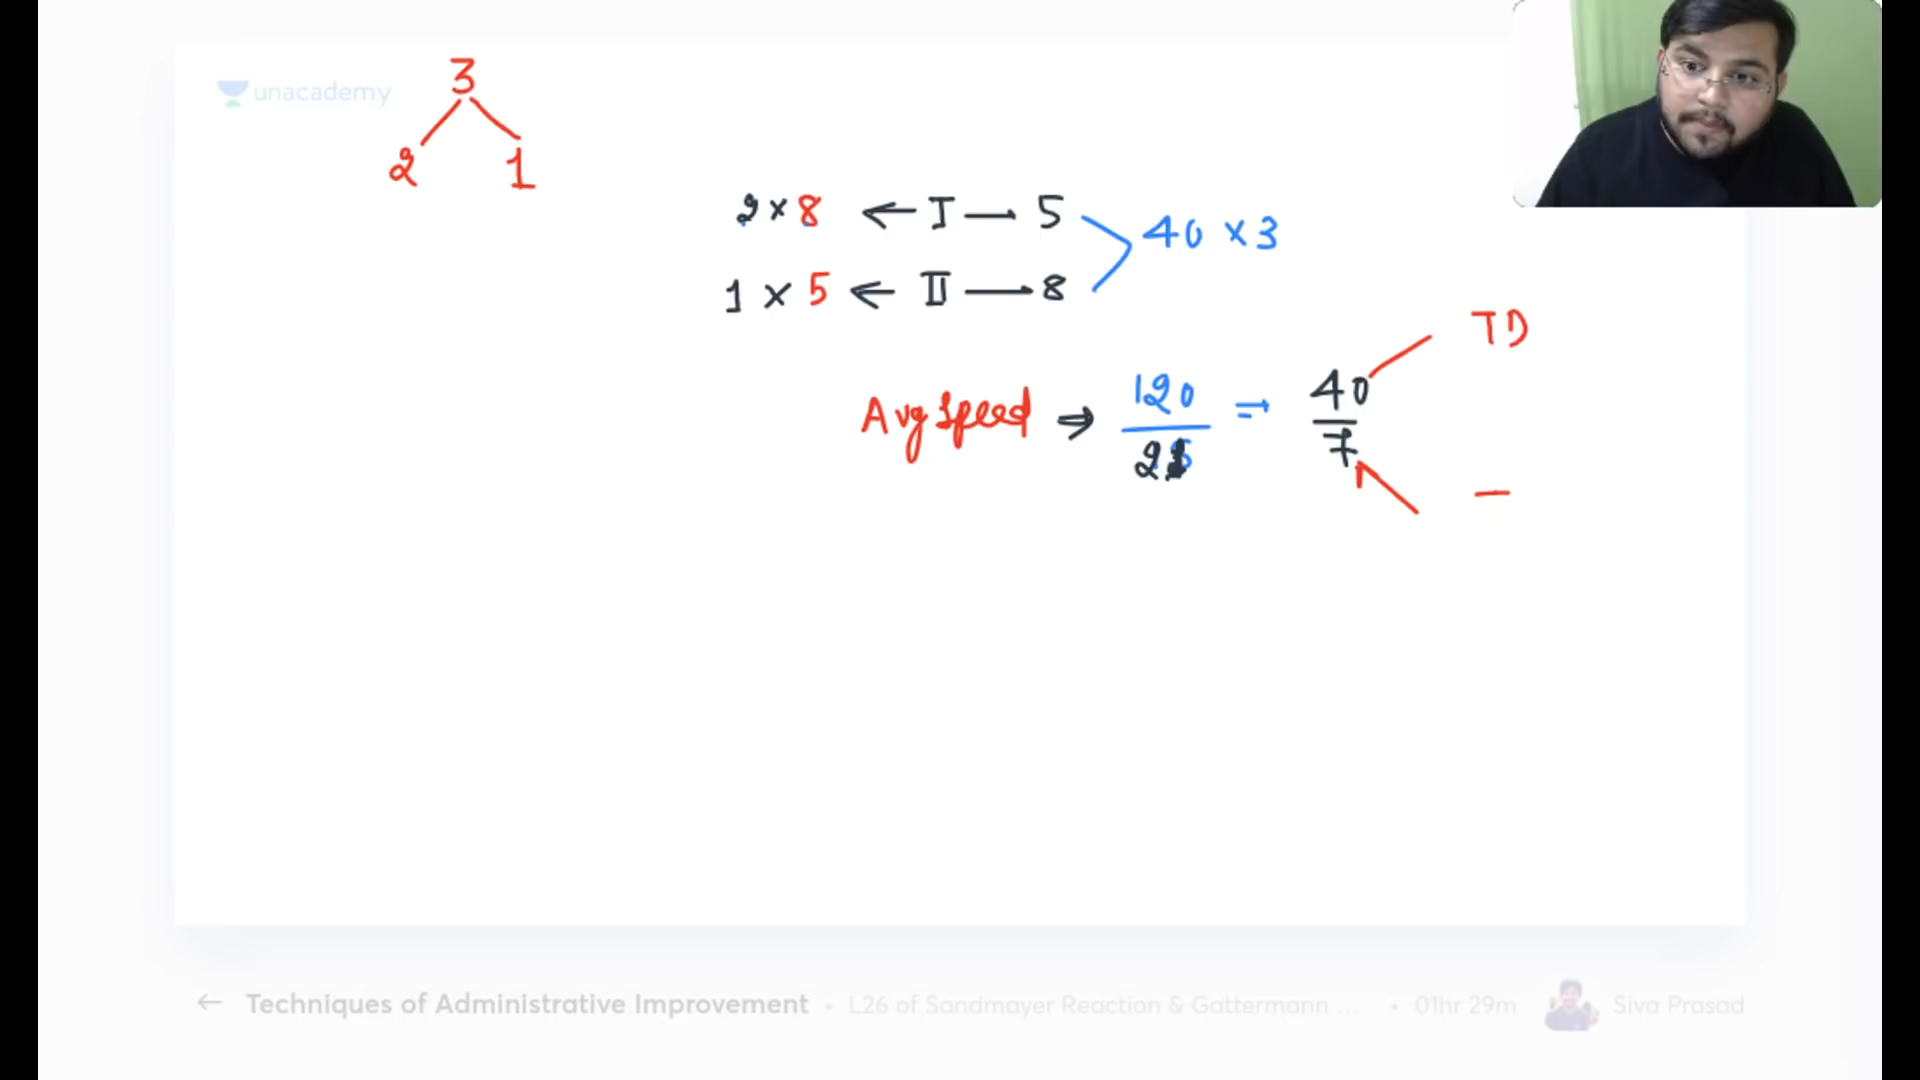 unacademy
3
2 1
2 × 8 ← I — 5
40 × 3
1 × 5 ← II — 8
TD
Avg Speed ⇒ 120/21 = 40/7
← Techniques of Administrative Improvement • L26 of Sandmayer Reaction & Gattermann ... • 01hr 29m Siva Prasad